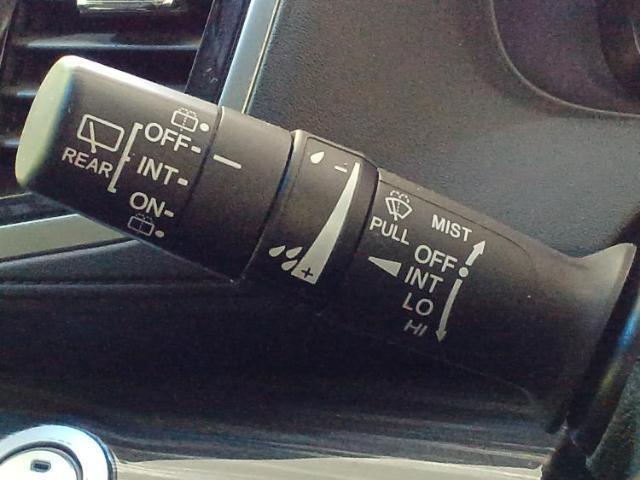 REAR
OFF
INT
ON
-
+
PULL
MIST
OFF
INT
LO
HI